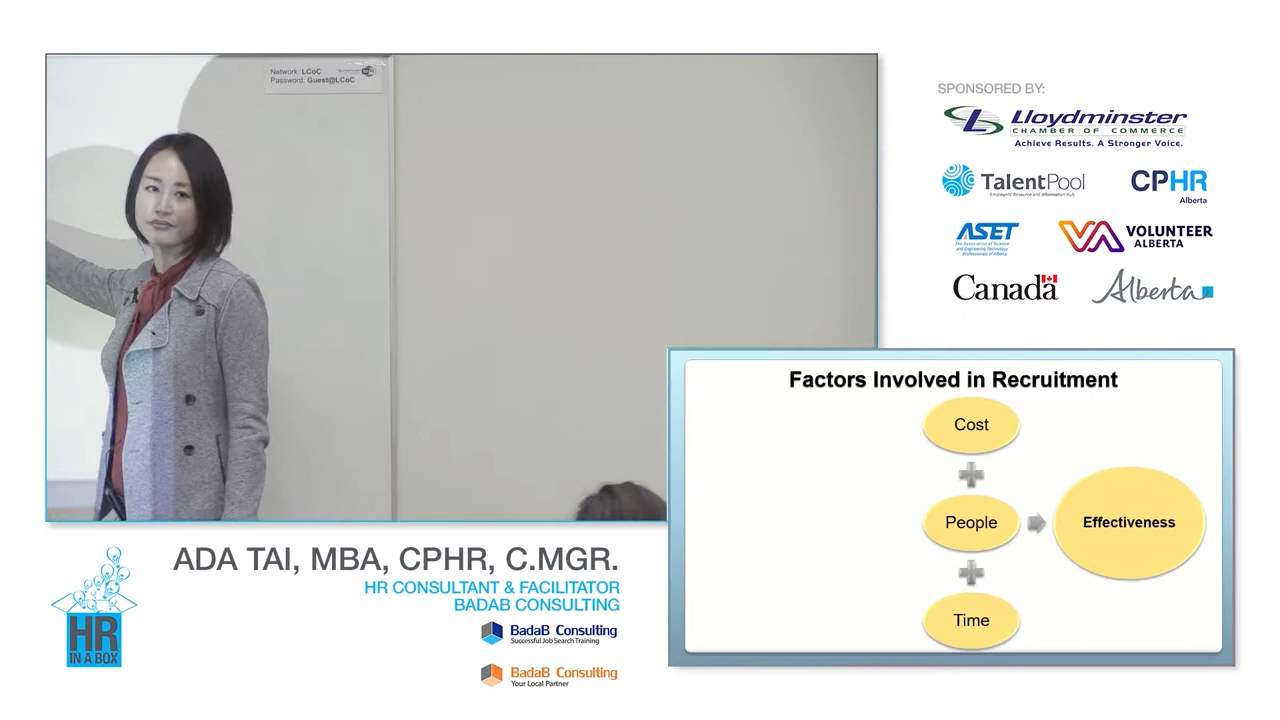 Network: LCoC
Password: Guest@LCoC
SPONSORED BY:
Lloydminster
CHAMBER OF COMMERCE
Achieve Results. A Stronger Voice.
TalentPool
Employers' Resource and Information Hub
CPHR
Alberta
ASET
The Association of Science
and Engineering Technology
Professionals of Alberta
VOLUNTEER
ALBERTA
Canada
Alberta
Factors Involved in Recruitment
Cost
People
Effectiveness
Time
ADA TAI, MBA, CPHR, C.MGR.
HR CONSULTANT & FACILITATOR
BADAB CONSULTING
BadaB Consulting
Successful Job Search Training
BadaB Consulting
Your Local Partner
HR
IN A BOX